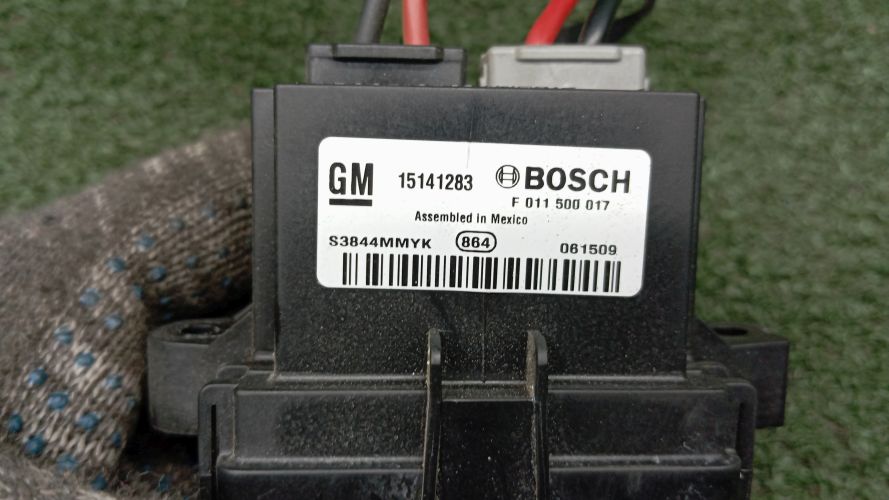 GM 15141283 BOSCH
F 011 500 017
Assembled in Mexico
S3844MMYK 864 061509